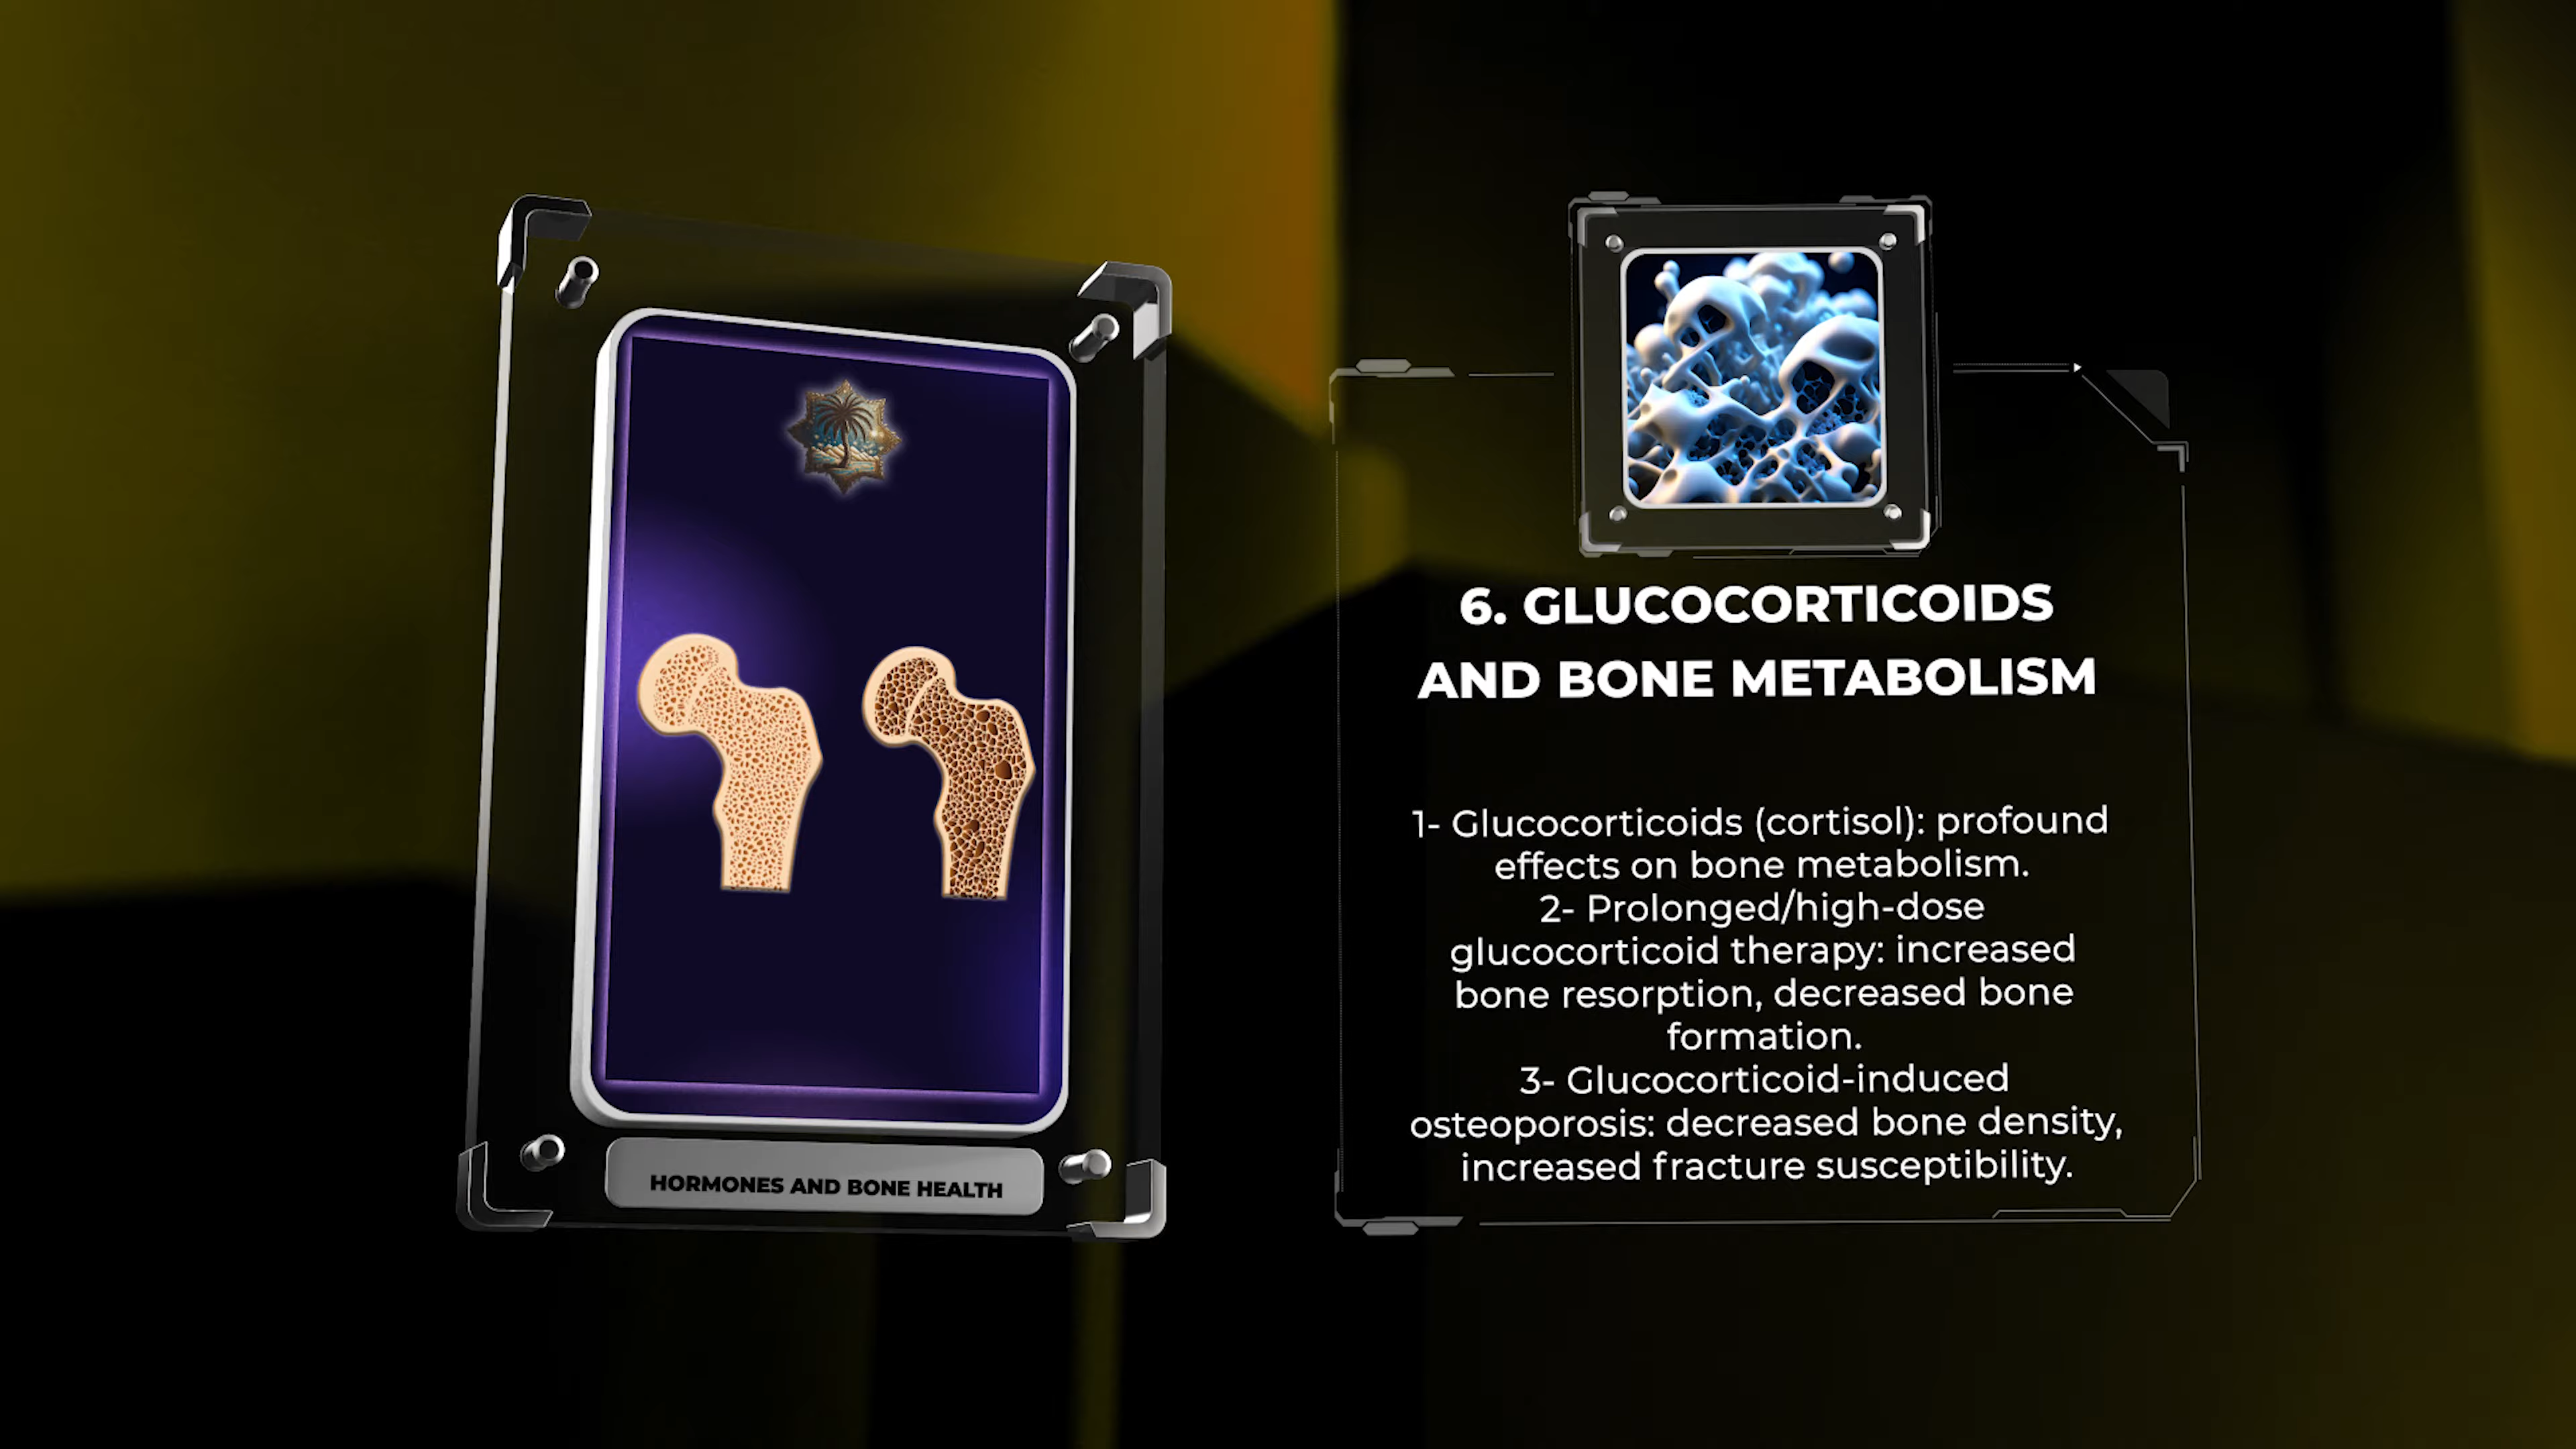 HORMONES AND BONE HEALTH
6. GLUCOCORTICOIDS
AND BONE METABOLISM
1- Glucocorticoids (cortisol): profound
effects on bone metabolism.
2- Prolonged/high-dose
glucocorticoid therapy: increased
bone resorption, decreased bone
formation.
3- Glucocorticoid-induced
osteoporosis: decreased bone density,
increased fracture susceptibility.